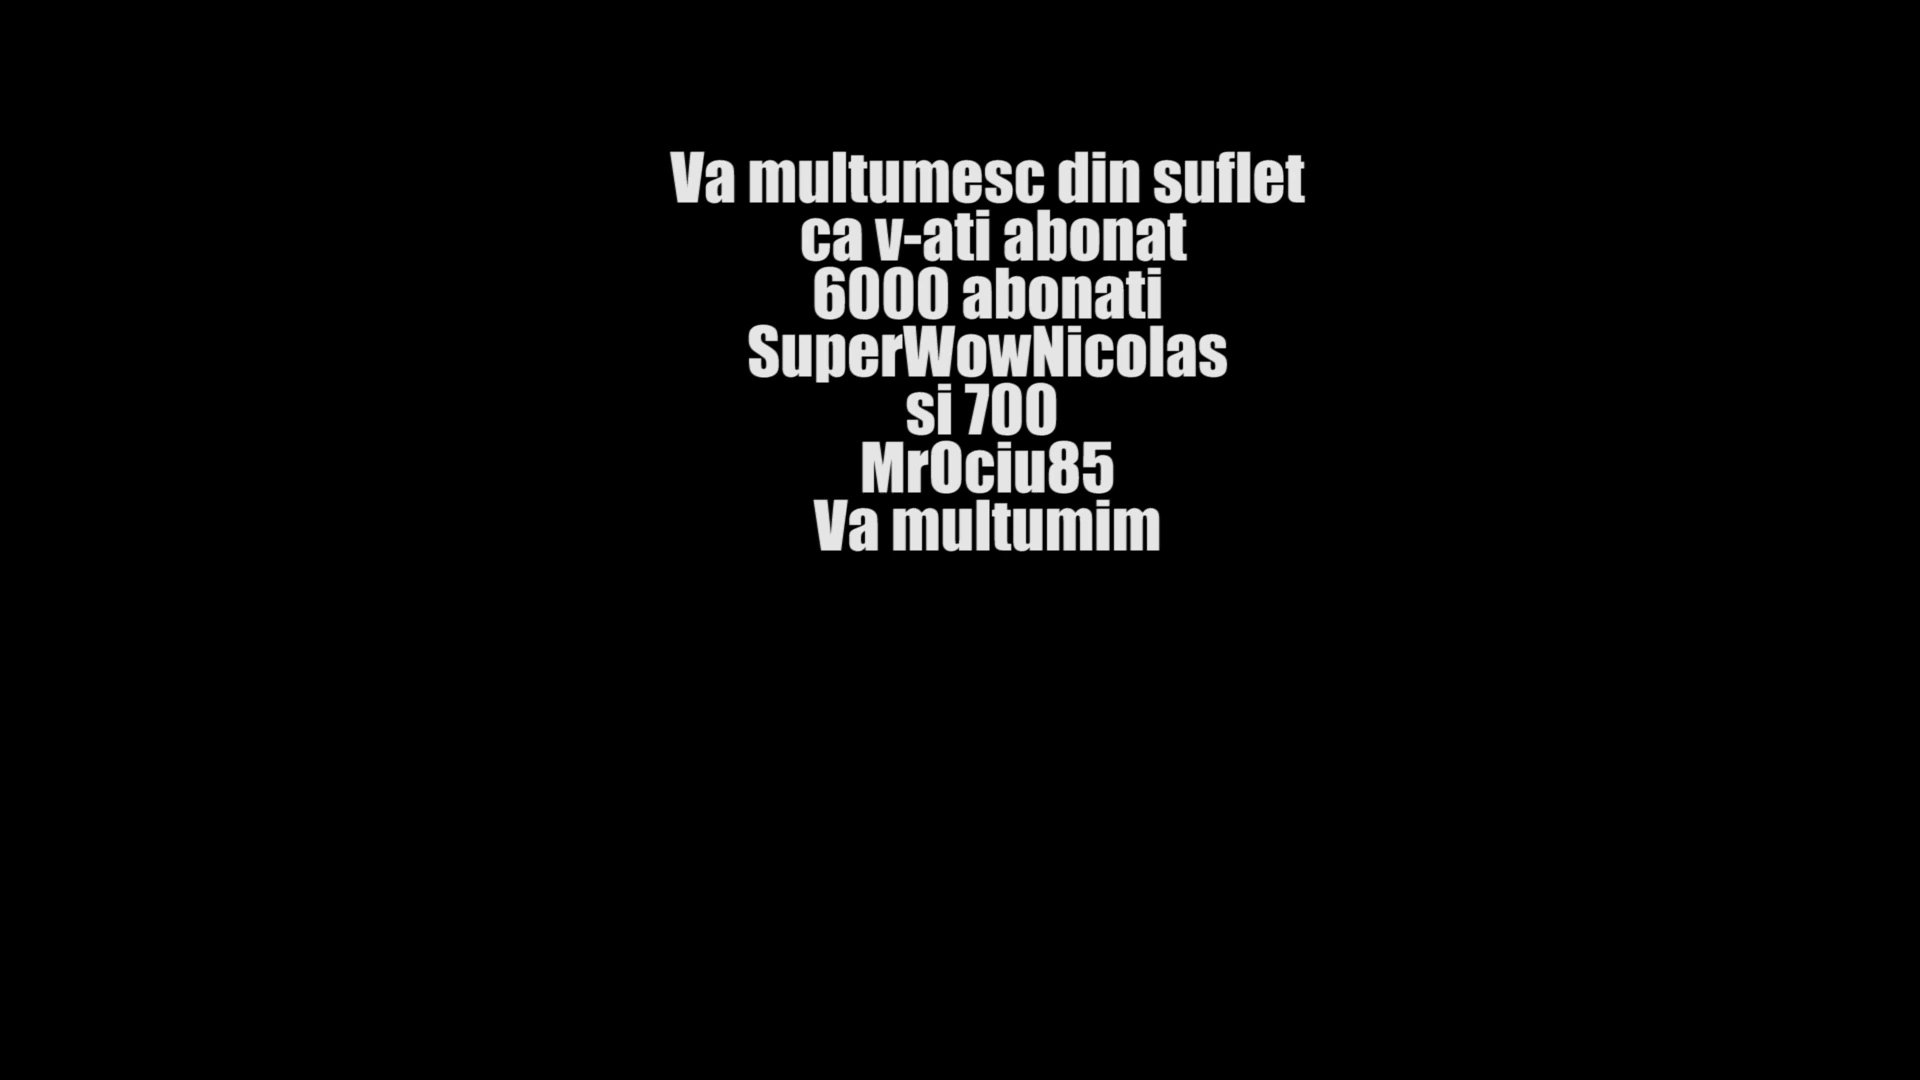 Va multumesc din suflet
ca v-ati abonat
6000 abonati
SuperWowNicolas
si 700
MrOciu85
Va multumim